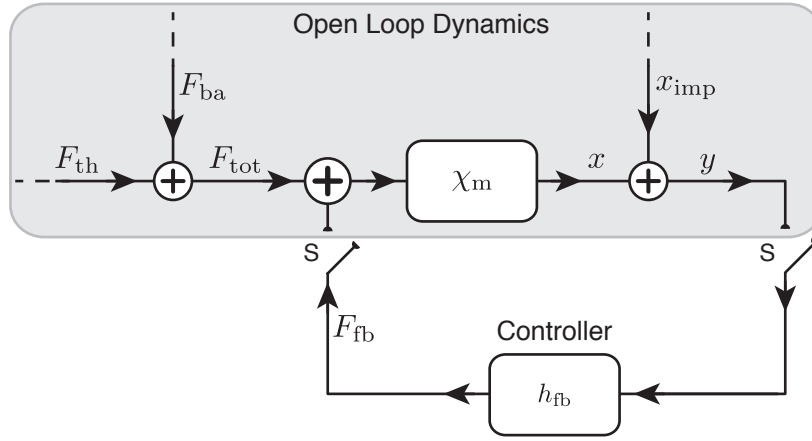 Open Loop Dynamics
F_ba
x_imp
F_th
F_tot
χ_m
x
y
S
S
F_fb
Controller
h_fb